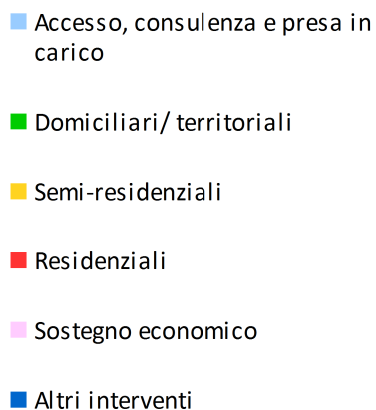 Accesso, consulenza e presa in
carico
Domiciliari/ territoriali
Semi-residenziali
Residenziali
Sostegno economico
Altri interventi